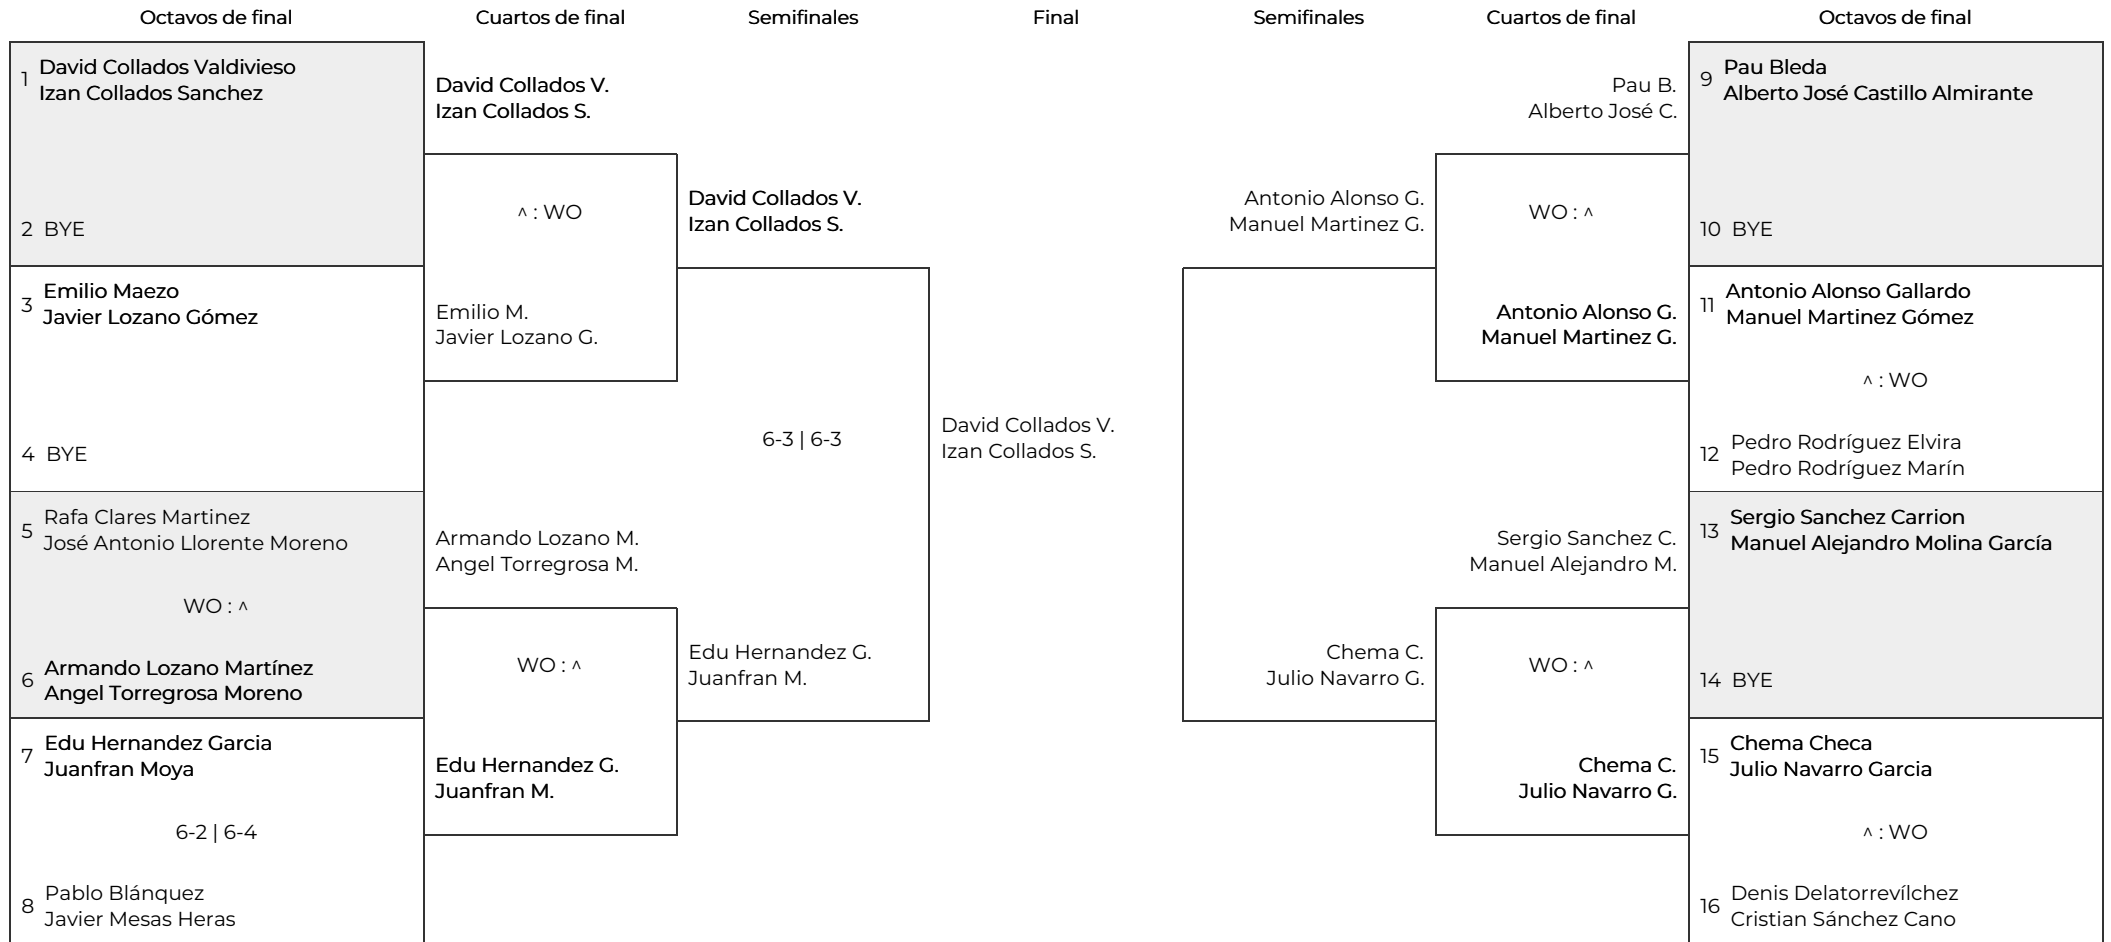 Octavos de final
Cuartos de final
Semifinales
Final
Semifinales
Cuartos de final
Octavos de final
1
David Collados Valdivieso
Izan Collados Sanchez
2 BYE
3
Emilio Maezo
Javier Lozano Gómez
4 BYE
5
Rafa Clares Martinez
José Antonio Llorente Moreno
WO : ^
6
Armando Lozano Martínez
Angel Torregrosa Moreno
7
Edu Hernandez Garcia
Juanfran Moya
6-2 | 6-4
8
Pablo Blánquez
Javier Mesas Heras
David Collados V.
Izan Collados S.
^ : WO
Emilio M.
Javier Lozano G.
Armando Lozano M.
Angel Torregrosa M.
WO : ^
Edu Hernandez G.
Juanfran M.
David Collados V.
Izan Collados S.
6-3 | 6-3
Edu Hernandez G.
Juanfran M.
David Collados V.
Izan Collados S.
Antonio Alonso G.
Manuel Martinez G.
Chema C.
Julio Navarro G.
Pau B.
Alberto José C.
WO : ^
Antonio Alonso G.
Manuel Martinez G.
Sergio Sanchez C.
Manuel Alejandro M.
WO : ^
Chema C.
Julio Navarro G.
9
Pau Bleda
Alberto José Castillo Almirante
10 BYE
11
Antonio Alonso Gallardo
Manuel Martinez Gómez
^ : WO
12
Pedro Rodríguez Elvira
Pedro Rodríguez Marín
13
Sergio Sanchez Carrion
Manuel Alejandro Molina García
14 BYE
15
Chema Checa
Julio Navarro Garcia
^ : WO
16
Denis Delatorrevílchez
Cristian Sánchez Cano